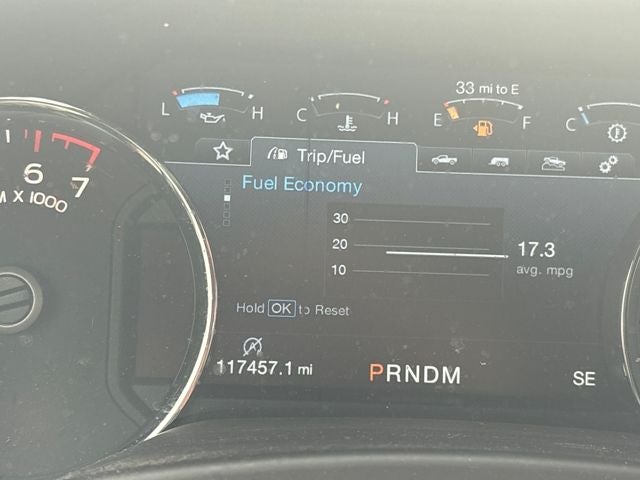 33 mi to E
L H
C H
E F
C
Trip/Fuel
Fuel Economy
30
20
10
17.3
avg. mpg
Hold OK to Reset
A
117457.1 mi
PRNDM
SE
6 7
M X 1000